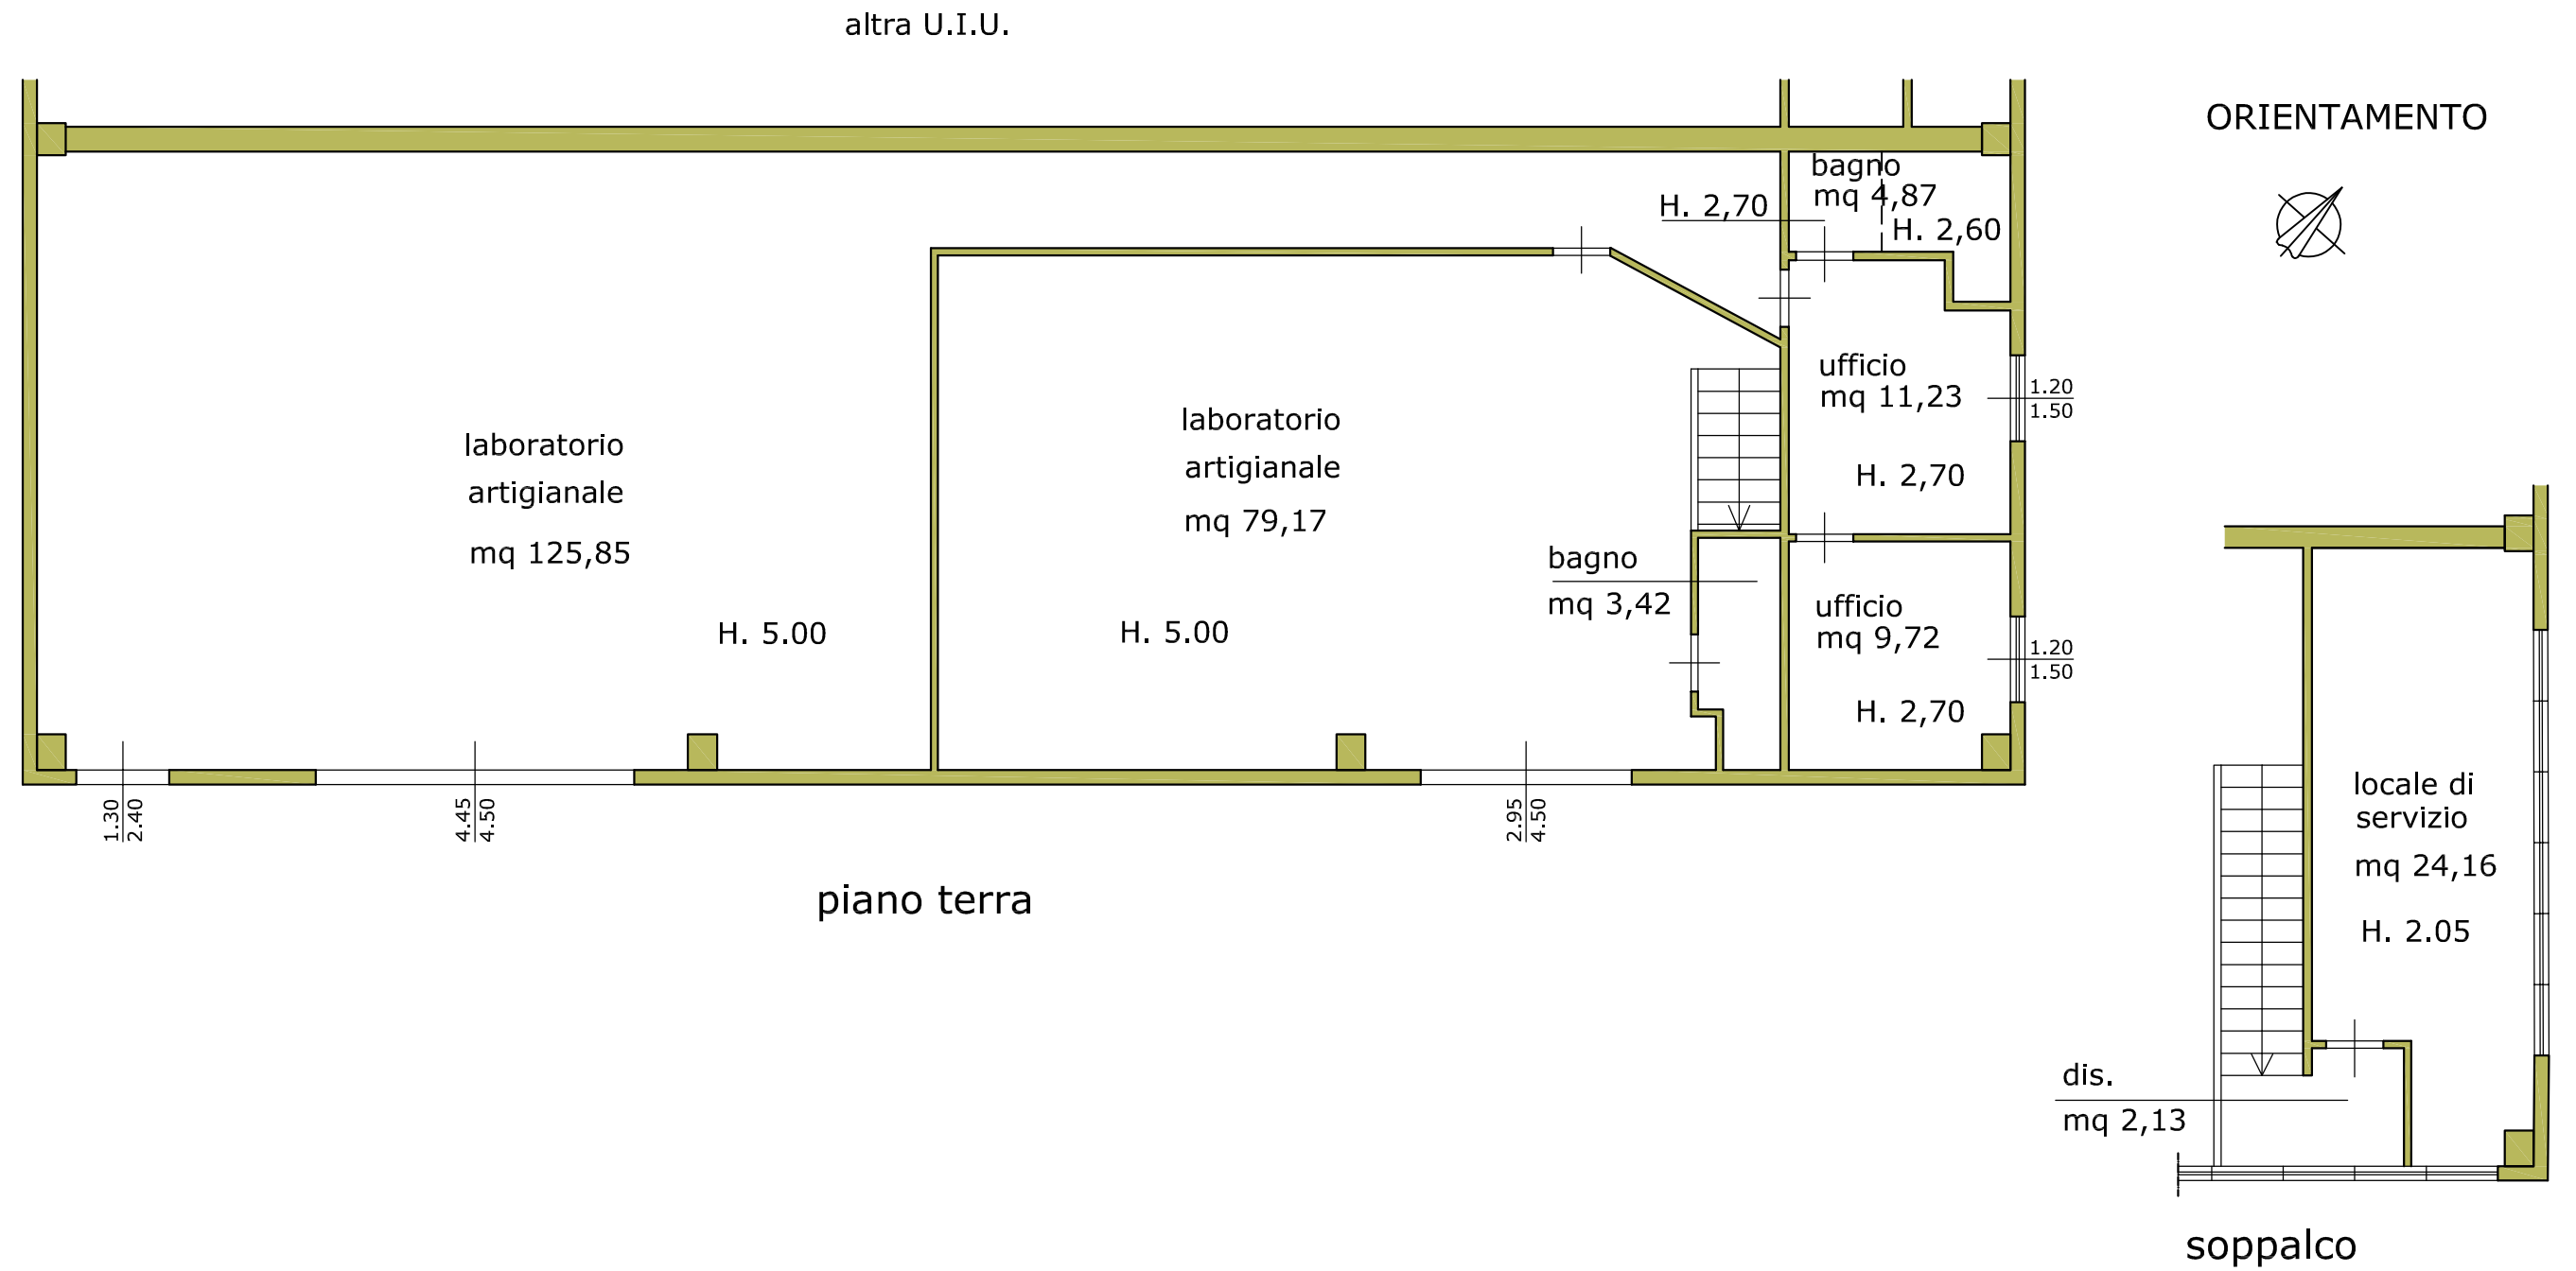 altra U.I.U.
ORIENTAMENTO
bagno
mq 4,87
H. 2,70
H. 2,60
ufficio
mq 11,23
1.20
1.50
H. 2,70
laboratorio
artigianale
mq 125,85
H. 5.00
laboratorio
artigianale
mq 79,17
H. 5.00
bagno
mq 3,42
ufficio
mq 9,72
1.20
1.50
H. 2,70
1.30
2.40
4.45
4.50
2.95
4.50
piano terra
locale di
servizio
mq 24,16
H. 2.05
dis.
mq 2,13
soppalco